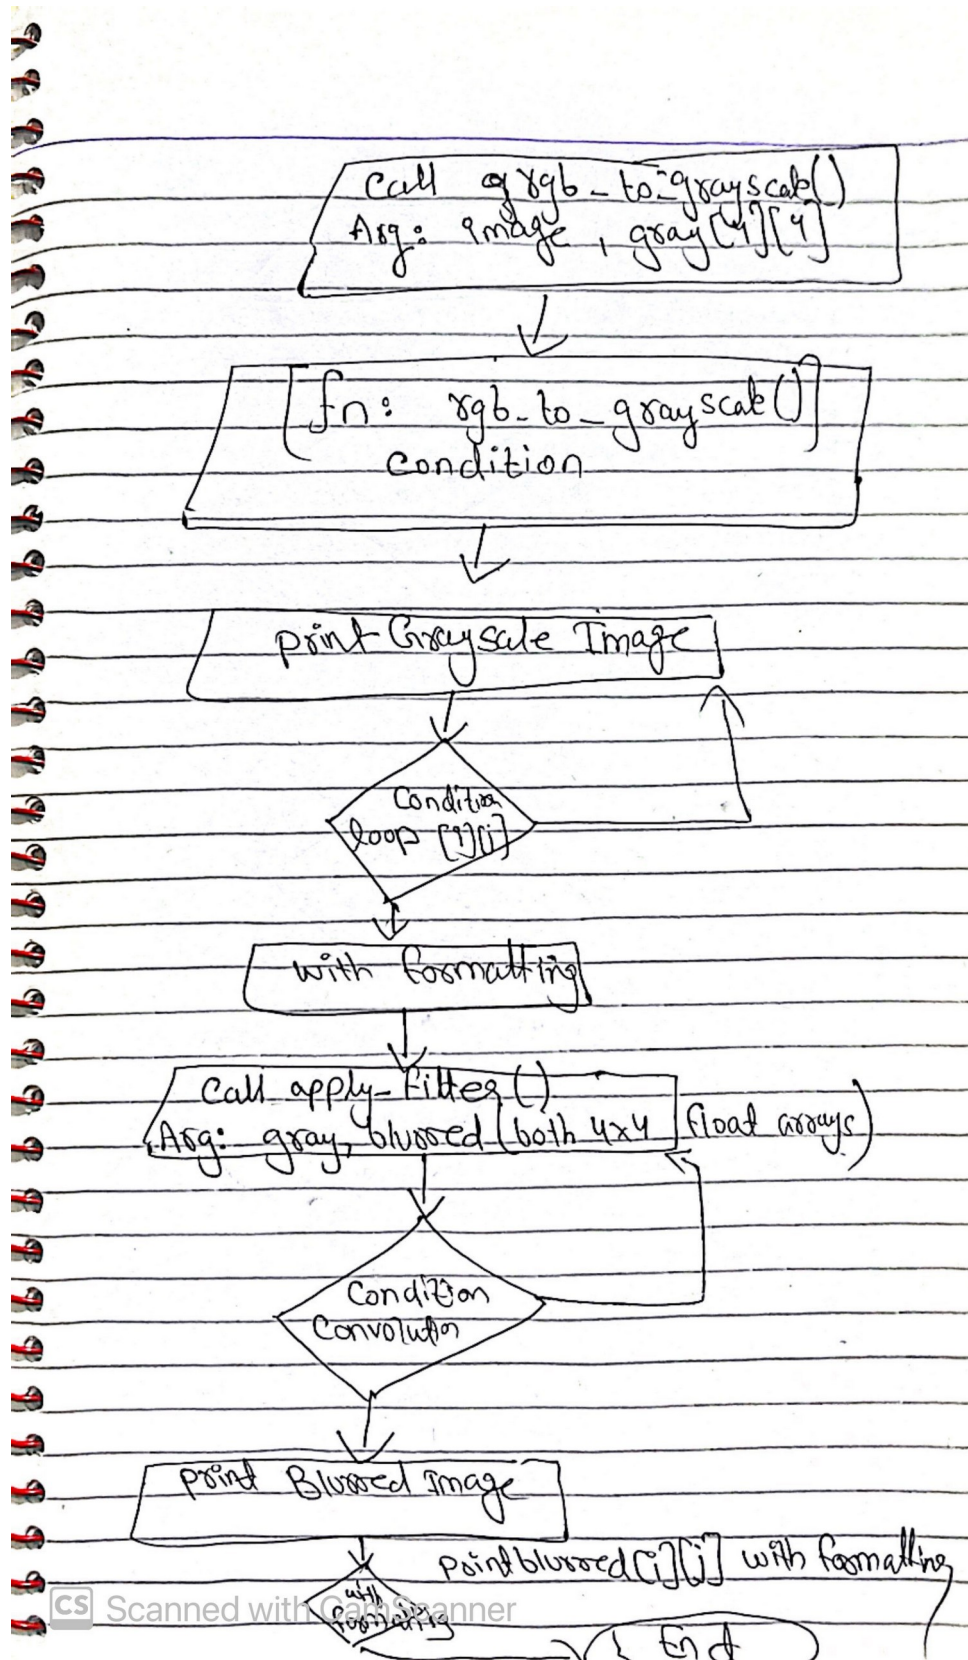 Call rgb_to_grayscale()
Arg: image, gray[4][4]
fn: rgb_to_grayscale()
Condition
print Graysale Image
Condition
loop [i][j]
with formatting
Call apply_filter()
Arg: gray, blurred (both 4x4 float arrays)
Condition
Convolution
print Blurred Image
print blurred[i][j] with formatting
with
formatting
End
CS Scanned with CamScanner